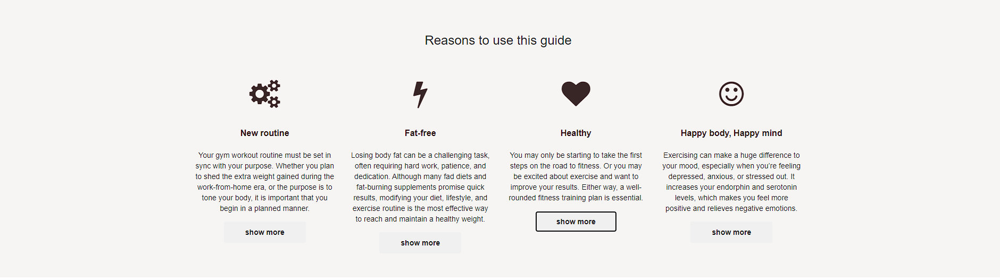 Reasons to use this guide
New routine
Your gym workout routine must be set in
sync with your purpose. Whether you plan
to shed the extra weight gained during the
work-from-home era, or the purpose is to
tone your body, it is important that you
begin in a planned manner.
show more
Fat-free
Losing body fat can be a challenging task,
often requiring hard work, patience, and
dedication. Although many fad diets and
fat-burning supplements promise quick
results, modifying your diet, lifestyle, and
exercise routine is the most effective way
to reach and maintain a healthy weight.
show more
Healthy
You may only be starting to take the first
steps on the road to fitness. Or you may
be excited about exercise and want to
improve your results. Either way, a well-
rounded fitness training plan is essential.
show more
Happy body, Happy mind
Exercising can make a huge difference to
your mood, especially when you’re feeling
depressed, anxious, or stressed out. It
increases your endorphin and serotonin
levels, which makes you feel more
positive and relieves negative emotions.
show more